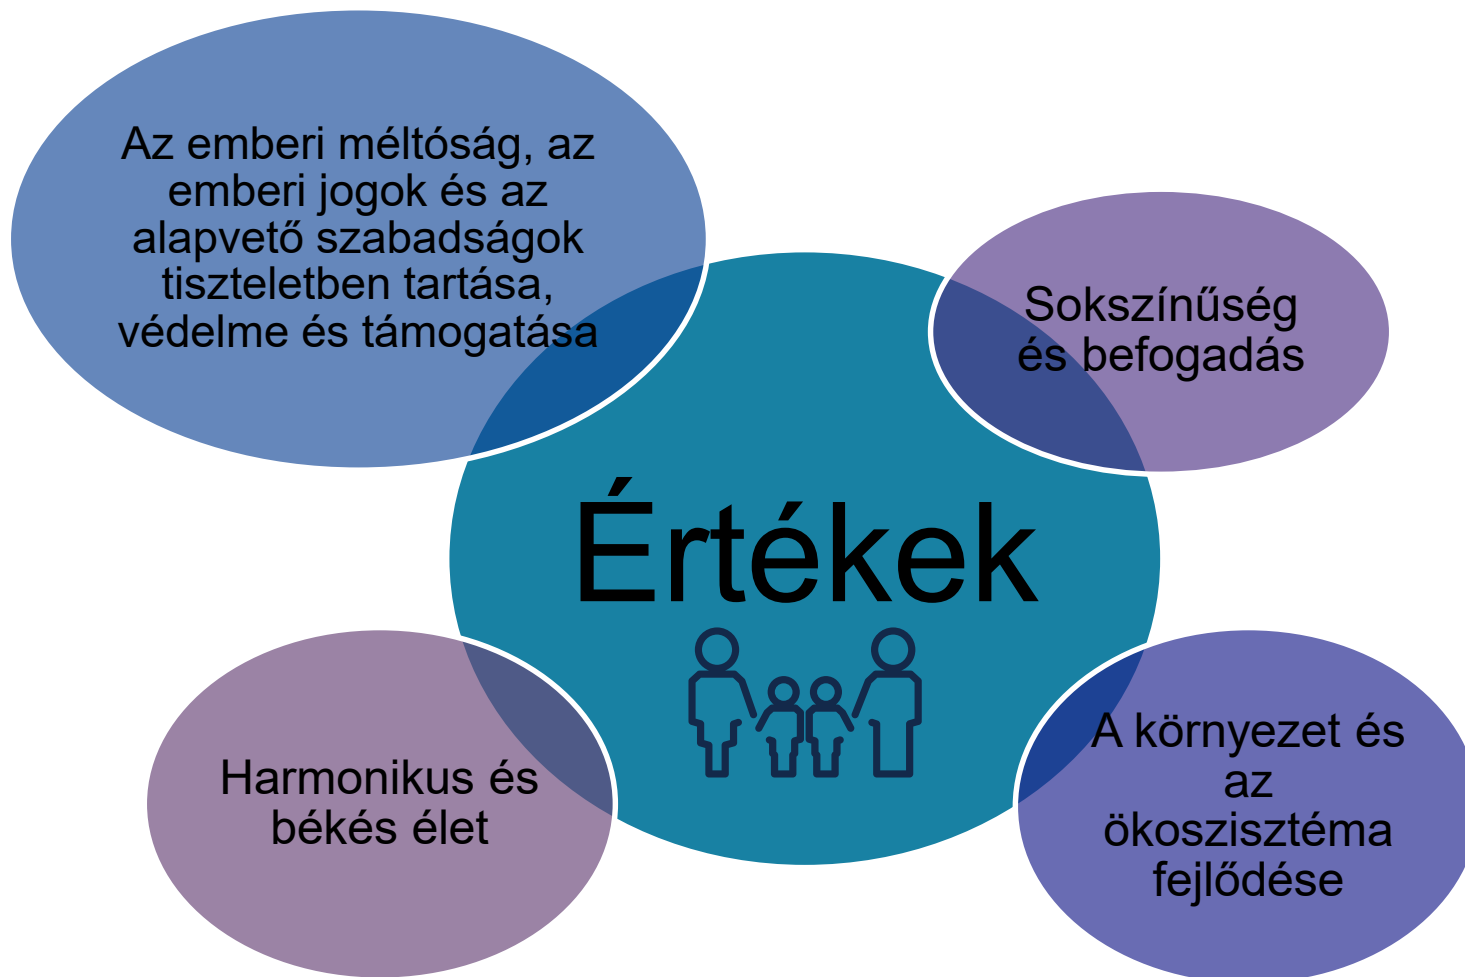 Az emberi méltóság, az
emberi jogok és az
alapvető szabadságok
tiszteletben tartása,
védelme és támogatása
Sokszínűség
és befogadás
Értékek
Harmonikus és
békés élet
A környezet és
az
ökoszisztéma
fejlődése